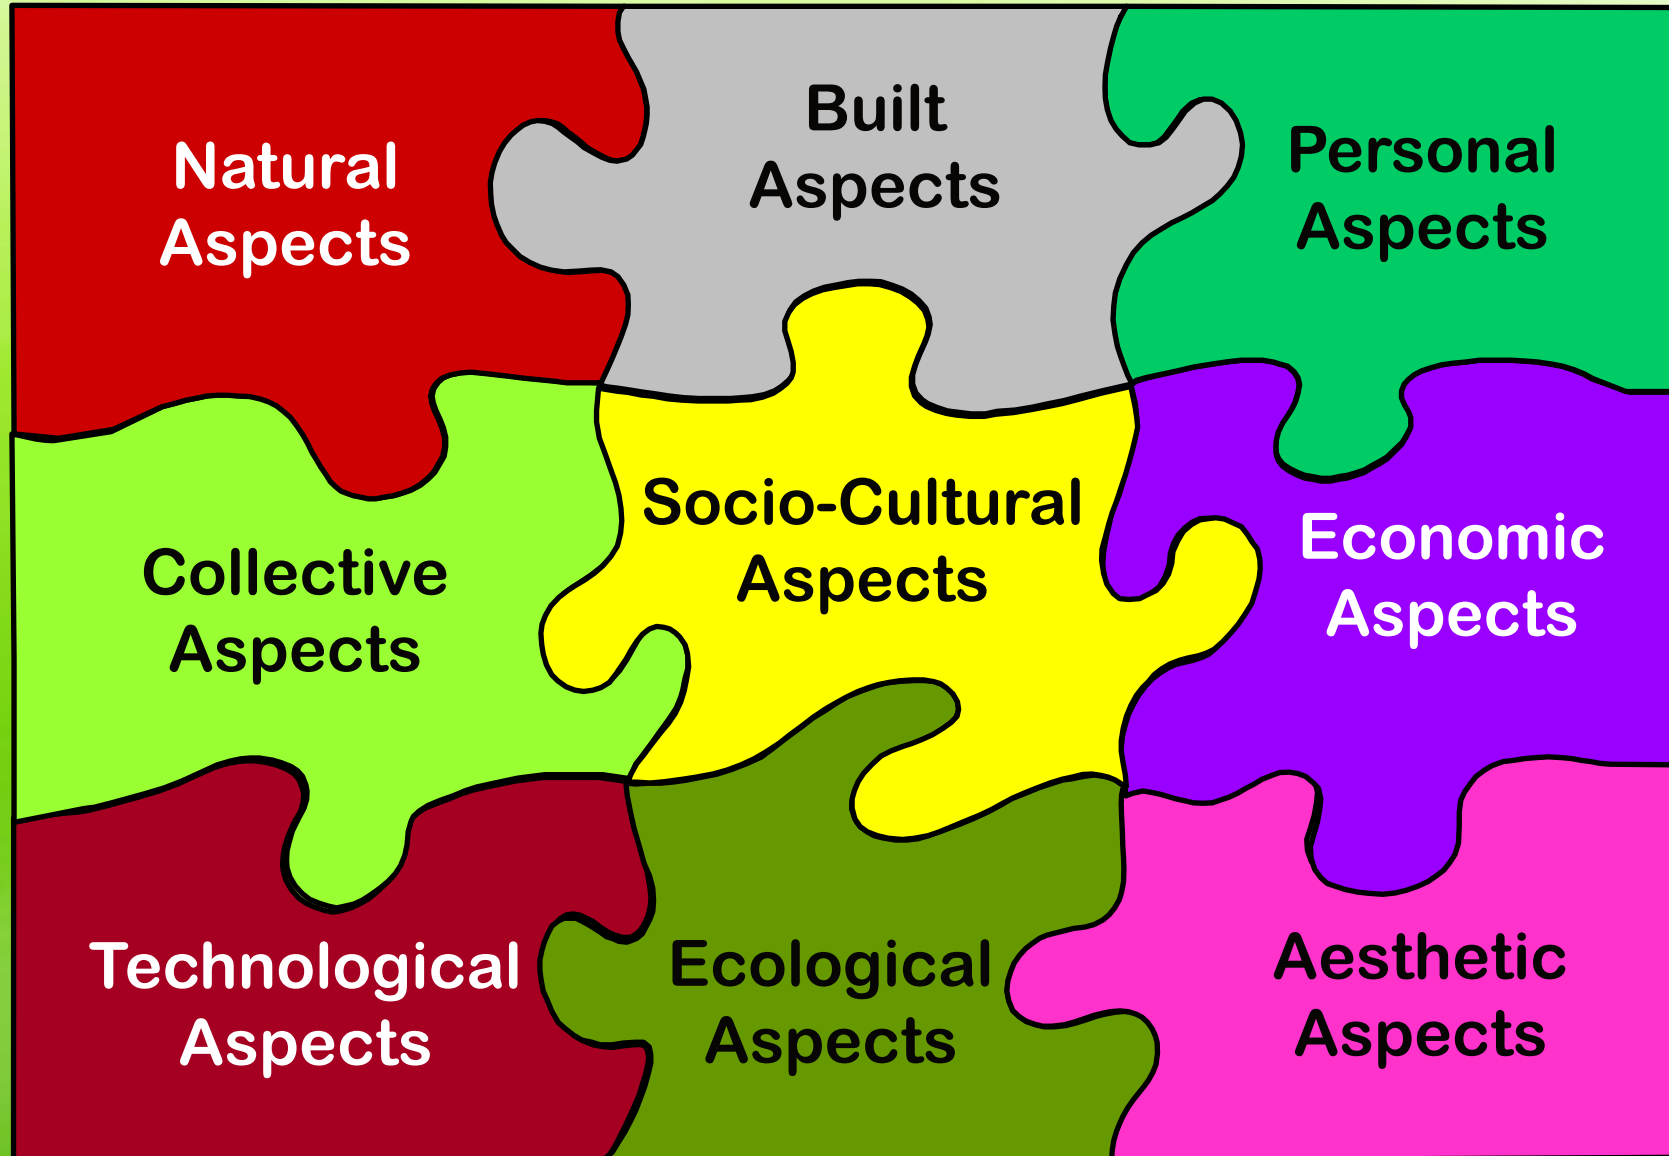 Natural
Aspects
Built
Aspects
Personal
Aspects
Collective
Aspects
Socio-Cultural
Aspects
Economic
Aspects
Technological
Aspects
Ecological
Aspects
Aesthetic
Aspects